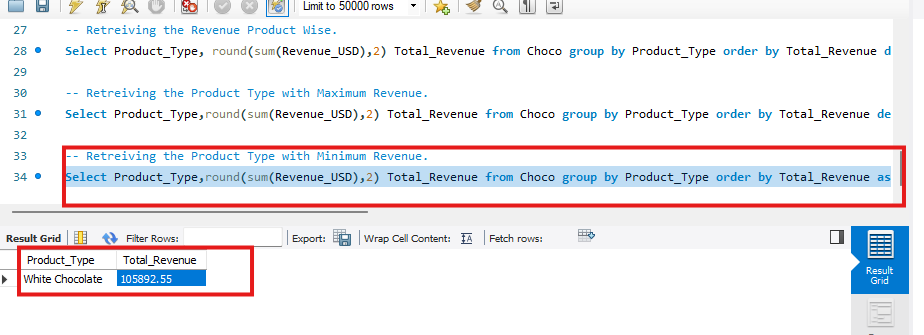 Limit to 50000 rows
27 -- Retreiving the Revenue Product Wise.
28 Select Product_Type, round(sum(Revenue_USD),2) Total_Revenue from Choco group by Product_Type order by Total_Revenue d
29
30 -- Retreiving the Product Type with Maximum Revenue.
31 Select Product_Type,round(sum(Revenue_USD),2) Total_Revenue from Choco group by Product_Type order by Total_Revenue de
32
33 -- Retreiving the Product Type with Minimum Revenue.
34 Select Product_Type,round(sum(Revenue_USD),2) Total_Revenue from Choco group by Product_Type order by Total_Revenue as
Result Grid Filter Rows: Export: Wrap Cell Content: Fetch rows:
Product_Type Total_Revenue
White Chocolate 105892.55
Result
Grid